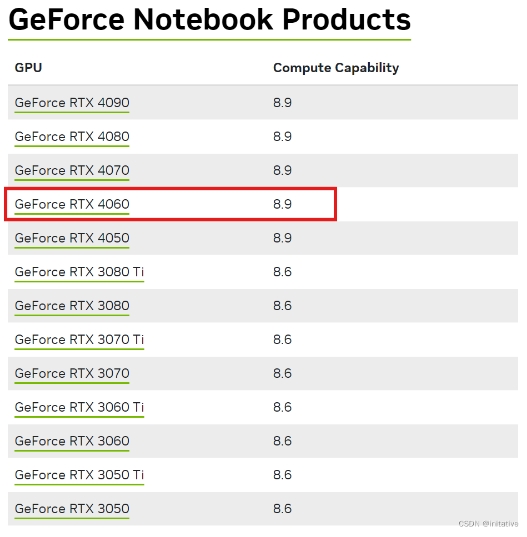 GeForce Notebook Products
GPU Compute Capability
GeForce RTX 4090 8.9
GeForce RTX 4080 8.9
GeForce RTX 4070 8.9
GeForce RTX 4060 8.9
GeForce RTX 4050 8.9
GeForce RTX 3080 Ti 8.6
GeForce RTX 3080 8.6
GeForce RTX 3070 Ti 8.6
GeForce RTX 3070 8.6
GeForce RTX 3060 Ti 8.6
GeForce RTX 3060 8.6
GeForce RTX 3050 Ti 8.6
GeForce RTX 3050 8.6
CSDN @initativa